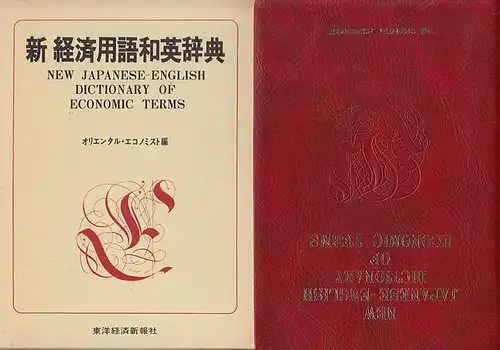 新 経済用語和英辞典
NEW JAPANESE-ENGLISH
DICTIONARY OF
ECONOMIC TERMS
オリエンタル・エコノミスト編
東洋経済新報社
NEW
JAPANESE-ENGLISH
DICTIONARY
OF
ECONOMIC TERMS